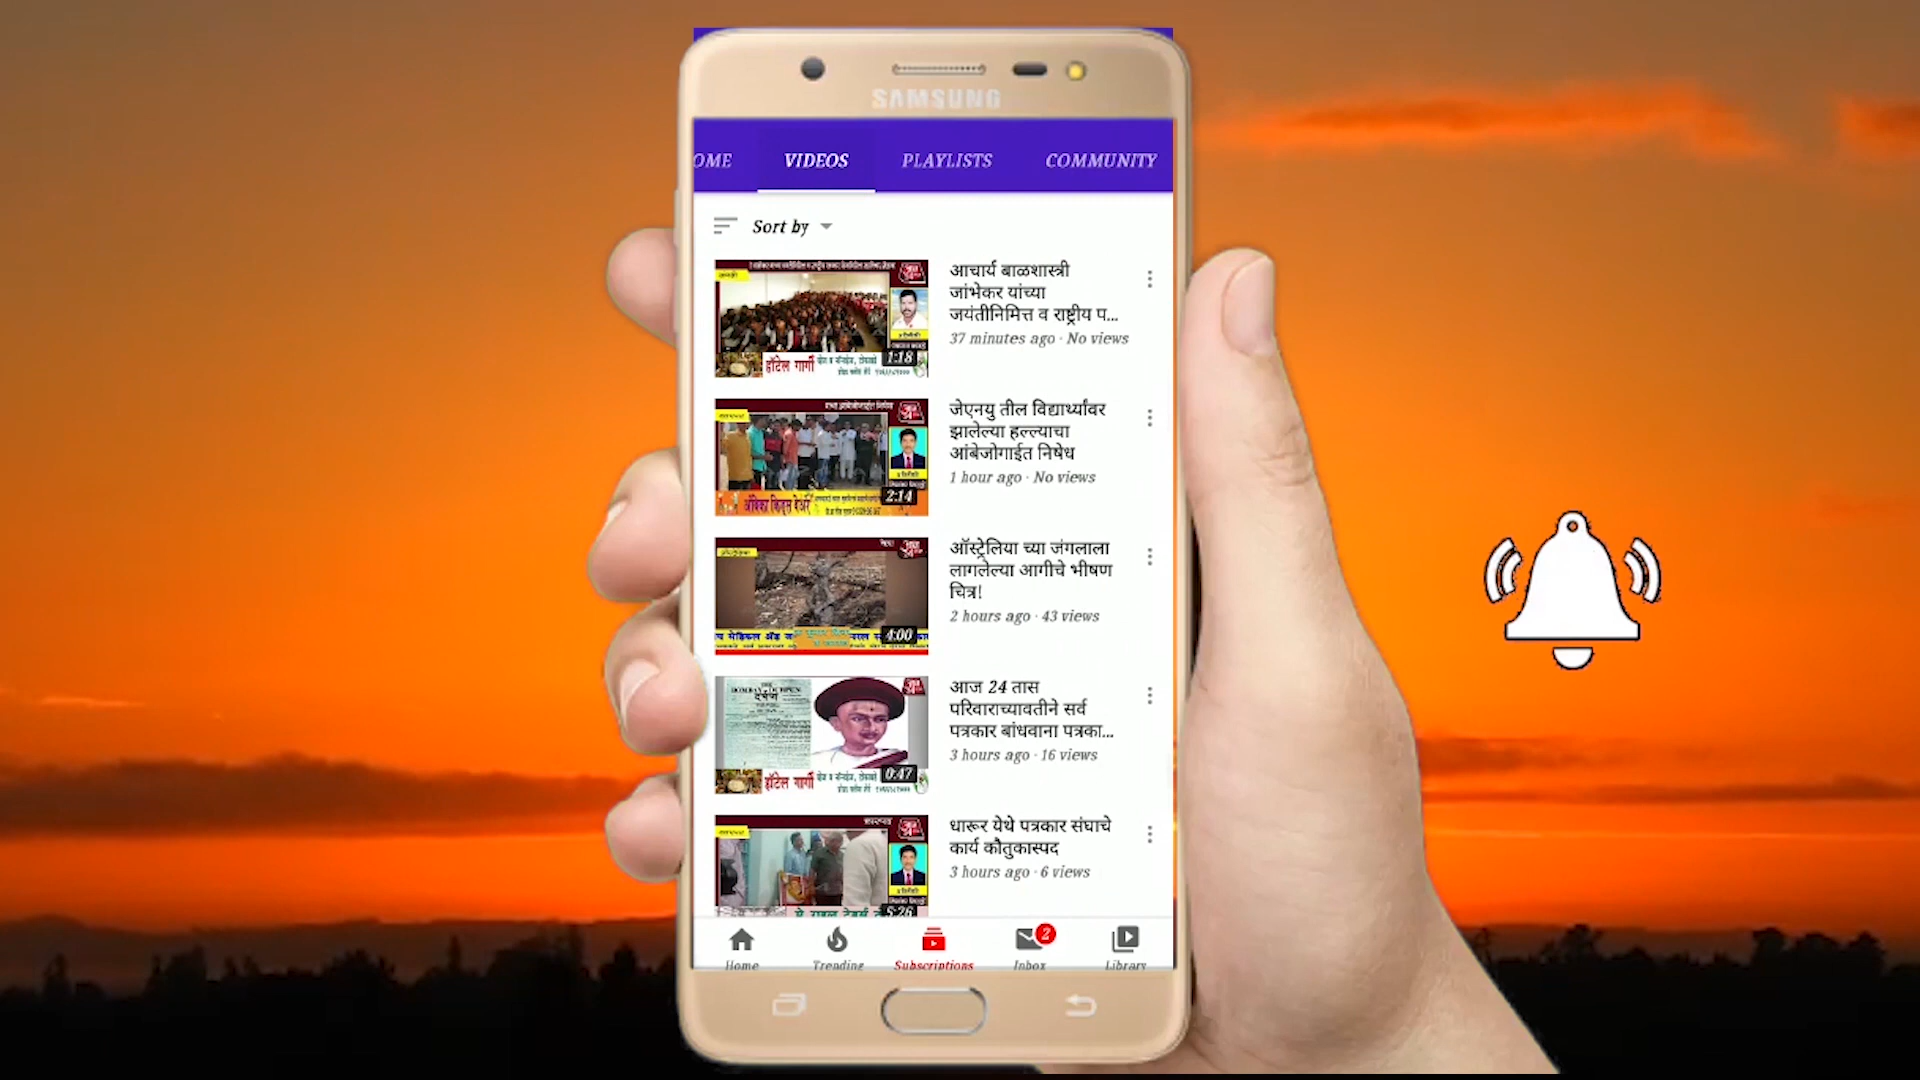 SAMSUNG
OME VIDEOS PLAYLISTS COMMUNITY
Sort by
आचार्य बाळशास्त्री
जांभेकर यांच्या
जयंतीनिमित्त व राष्ट्रीय प...
37 minutes ago · No views
1:18
हॉटेल गार्गी
जेएनयु तील विद्यार्थ्यांवर
झालेल्या हल्ल्याचा
आंबेजोगाईत निषेध
1 hour ago · No views
2:14
अंबिका किड्स वेअर
ऑस्ट्रेलिया च्या जंगलाला
लागलेल्या आगीचे भीषण
चित्र!
2 hours ago · 43 views
4:00
आज 24 तास
परिवाराच्यावतीने सर्व
पत्रकार बांधवाना पत्रका...
3 hours ago · 16 views
0:47
हॉटेल गार्गी
धारूर येथे पत्रकार संघाचे
कार्य कौतुकास्पद
3 hours ago · 6 views
5:26
2
Home Trending Subscriptions Inbox Library